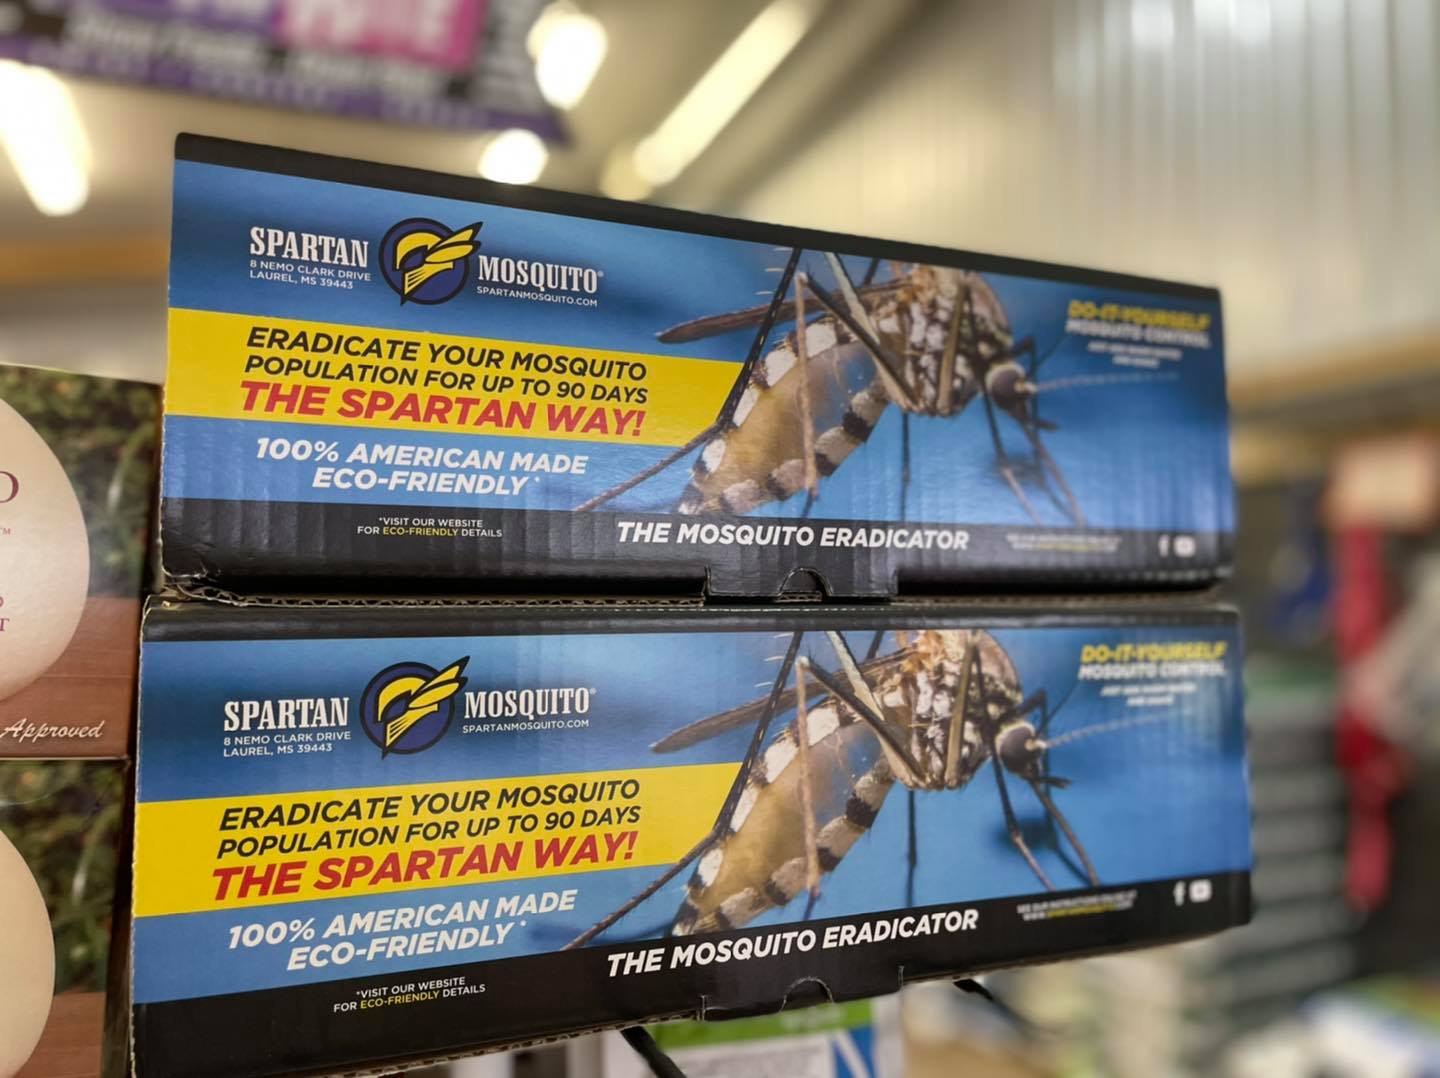 SPARTAN
8 NEMO CLARK DRIVE
LAUREL, MS 39443
MOSQUITO®
SPARTANMOSQUITO.COM
ERADICATE YOUR MOSQUITO
POPULATION FOR UP TO 90 DAYS
THE SPARTAN WAY!
100% AMERICAN MADE
ECO-FRIENDLY*
*VISIT OUR WEBSITE
FOR ECO-FRIENDLY DETAILS
THE MOSQUITO ERADICATOR
DO-IT-YOURSELF
MOSQUITO CONTROL
SPARTAN
8 NEMO CLARK DRIVE
LAUREL, MS 39443
MOSQUITO®
SPARTANMOSQUITO.COM
ERADICATE YOUR MOSQUITO
POPULATION FOR UP TO 90 DAYS
THE SPARTAN WAY!
100% AMERICAN MADE
ECO-FRIENDLY*
*VISIT OUR WEBSITE
FOR ECO-FRIENDLY DETAILS
THE MOSQUITO ERADICATOR
DO-IT-YOURSELF
MOSQUITO CONTROL
Approved